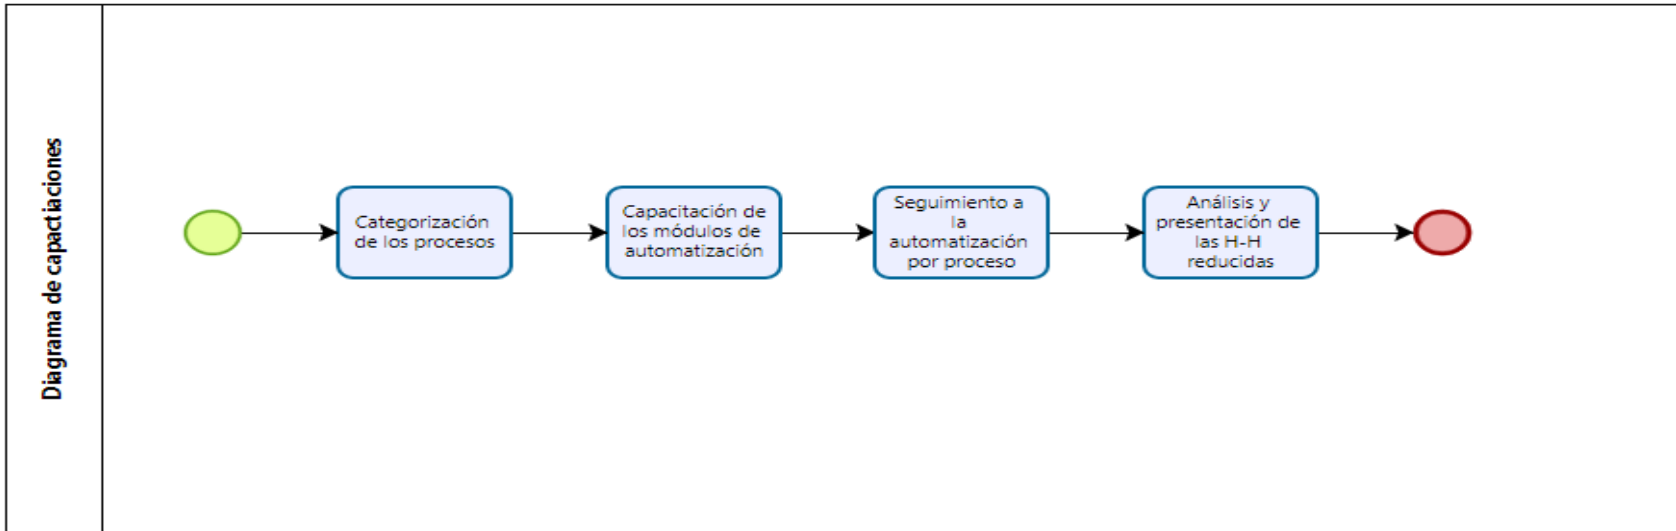 Diagrama de capactiaciones
Categorización
de los procesos
Capacitación de
los módulos de
automatización
Seguimiento a
la
automatización
por proceso
Análisis y
presentación de
las H-H
reducidas